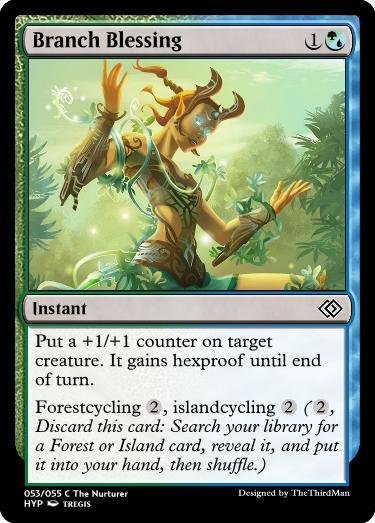 Branch Blessing 1
Instant
Put a +1/+1 counter on target
creature. It gains hexproof until end
of turn.
Forestcycling 2, islandcycling 2 (2,
Discard this card: Search your library for
a Forest or Island card, reveal it, and put
it into your hand, then shuffle.)
053/055 C The Nurturer Designed by TheThirdMan
HYP TREGIS